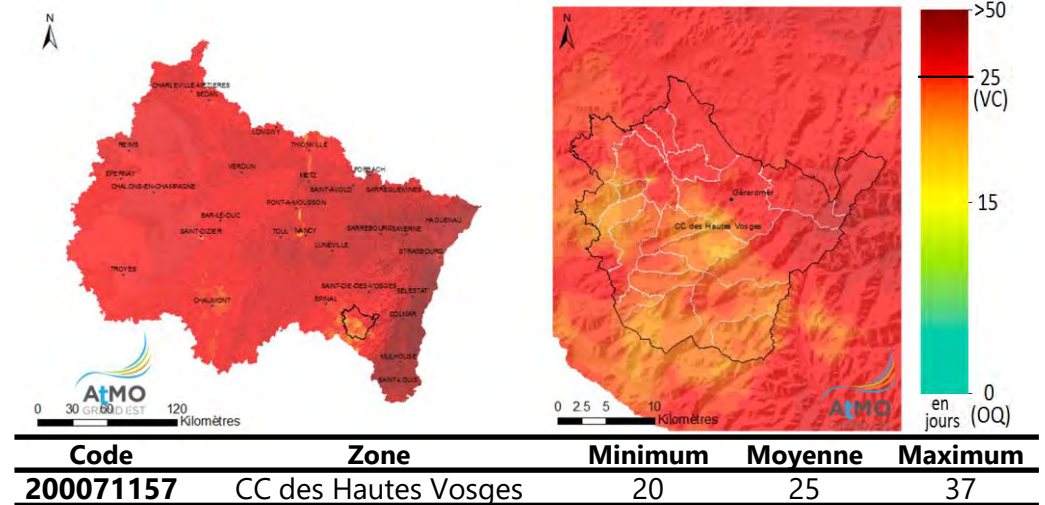 N
CHARLEVILLE-MEZIERES
SEDAN
LONGWY
THIONVILLE
REIMS
VERDUN
METZ
FORBACH
EPERNAY
CHALONS-EN-CHAMPAGNE
SAINT-AVOLD
SARREGUEMINES
PONT-A-MOUSSON
BAR-LE-DUC
HAGUENAU
SAINT-DIZIER
TOUL
NANCY
SARREBOURG
SAVERNE
LUNEVILLE
STRASBOURG
TROYES
SAINT-DIE-DES-VOSGES
SELESTAT
CHAUMONT
EPINAL
COLMAR
MULHOUSE
SAINT-LOUIS
AtMO
GRAND EST
0 30 60 120
Kilomètres
N
Gérardmer
CC des Hautes Vosges
AtMO
GRAND EST
0 2.5 5 10
Kilomètres
>50
25
(VC)
15
0
en
jours
(OQ)
Code Zone Minimum Moyenne Maximum
200071157 CC des Hautes Vosges 20 25 37